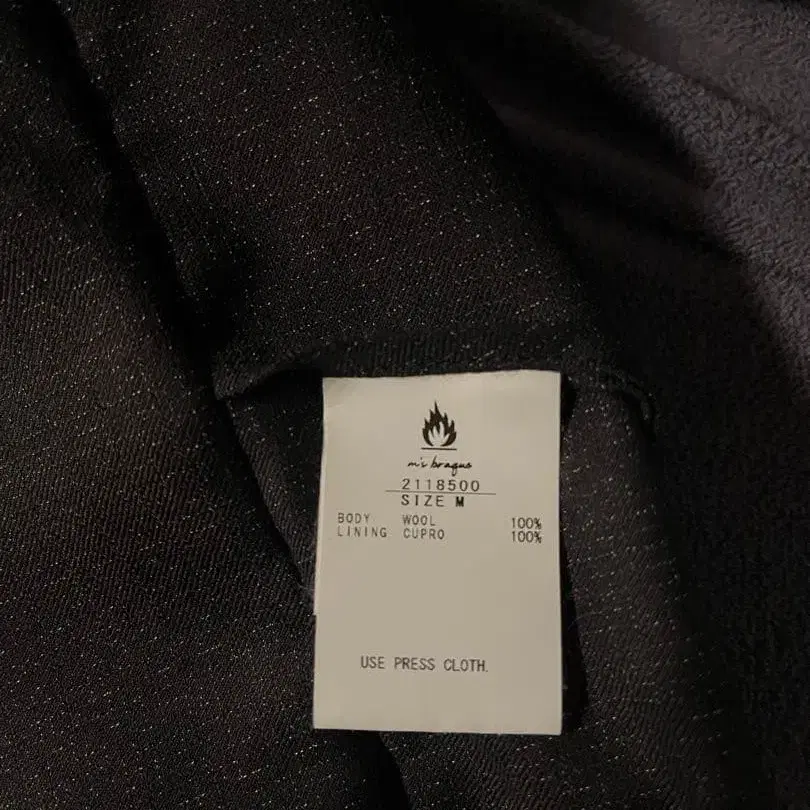 m's braque
2118500
SIZE M
BODY WOOL 100%
LINING CUPRO 100%
USE PRESS CLOTH.